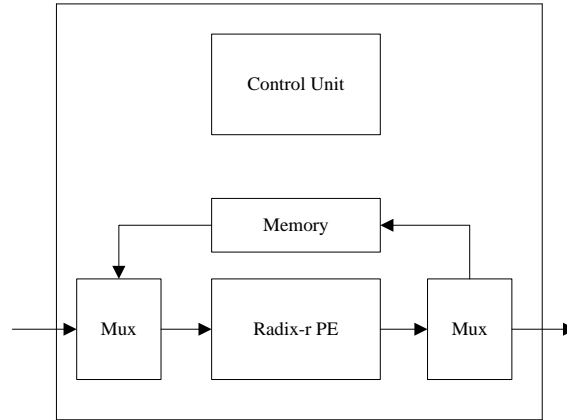 Control Unit
Memory
Mux
Radix-r PE
Mux